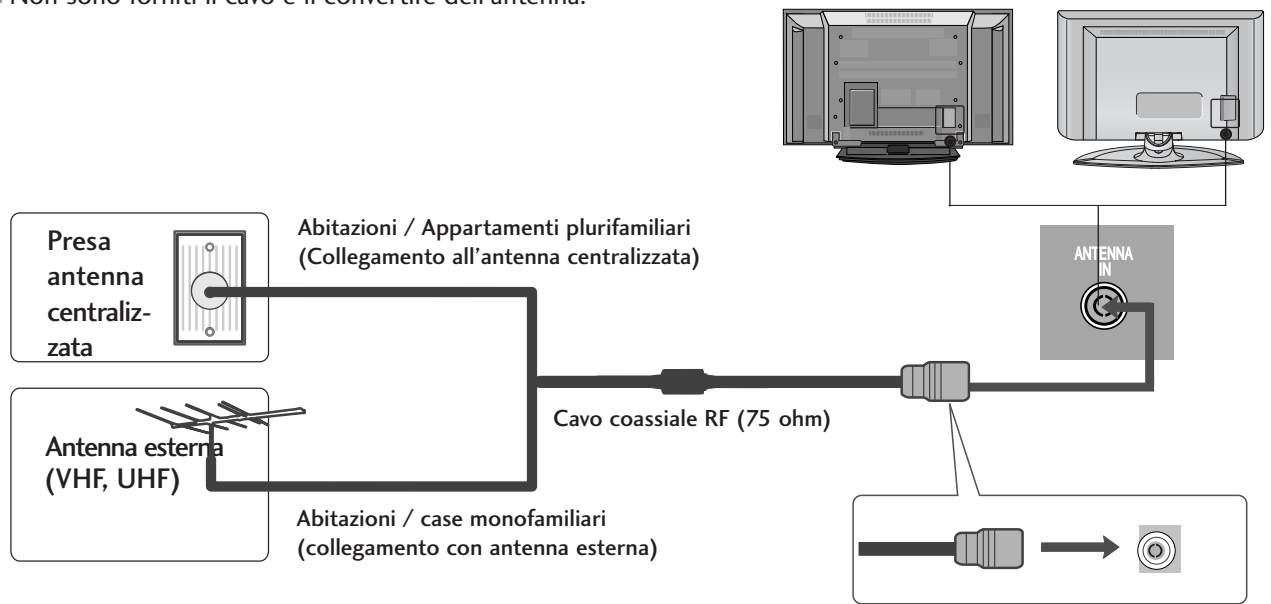 Non sono forniti il cavo e il convertire dell'antenna.
Presa
antenna
centraliz-
zata
Abitazioni / Appartamenti plurifamiliari
(Collegamento all'antenna centralizzata)
ANTENNA
IN
Cavo coassiale RF (75 ohm)
Antenna esterna
(VHF, UHF)
Abitazioni / case monofamiliari
(collegamento con antenna esterna)